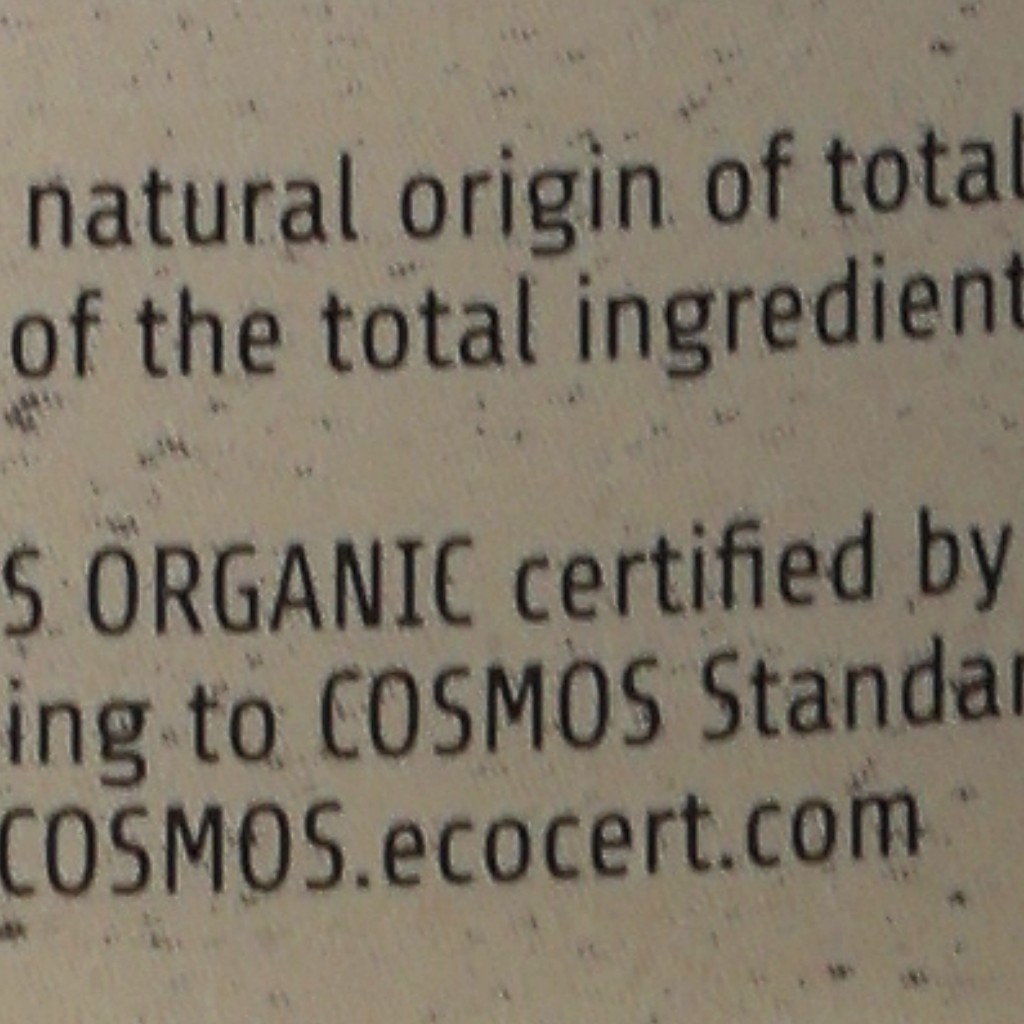 natural origin of total
of the total ingredient
S ORGANIC certified by
ing to COSMOS Standar
COSMOS.ecocert.com